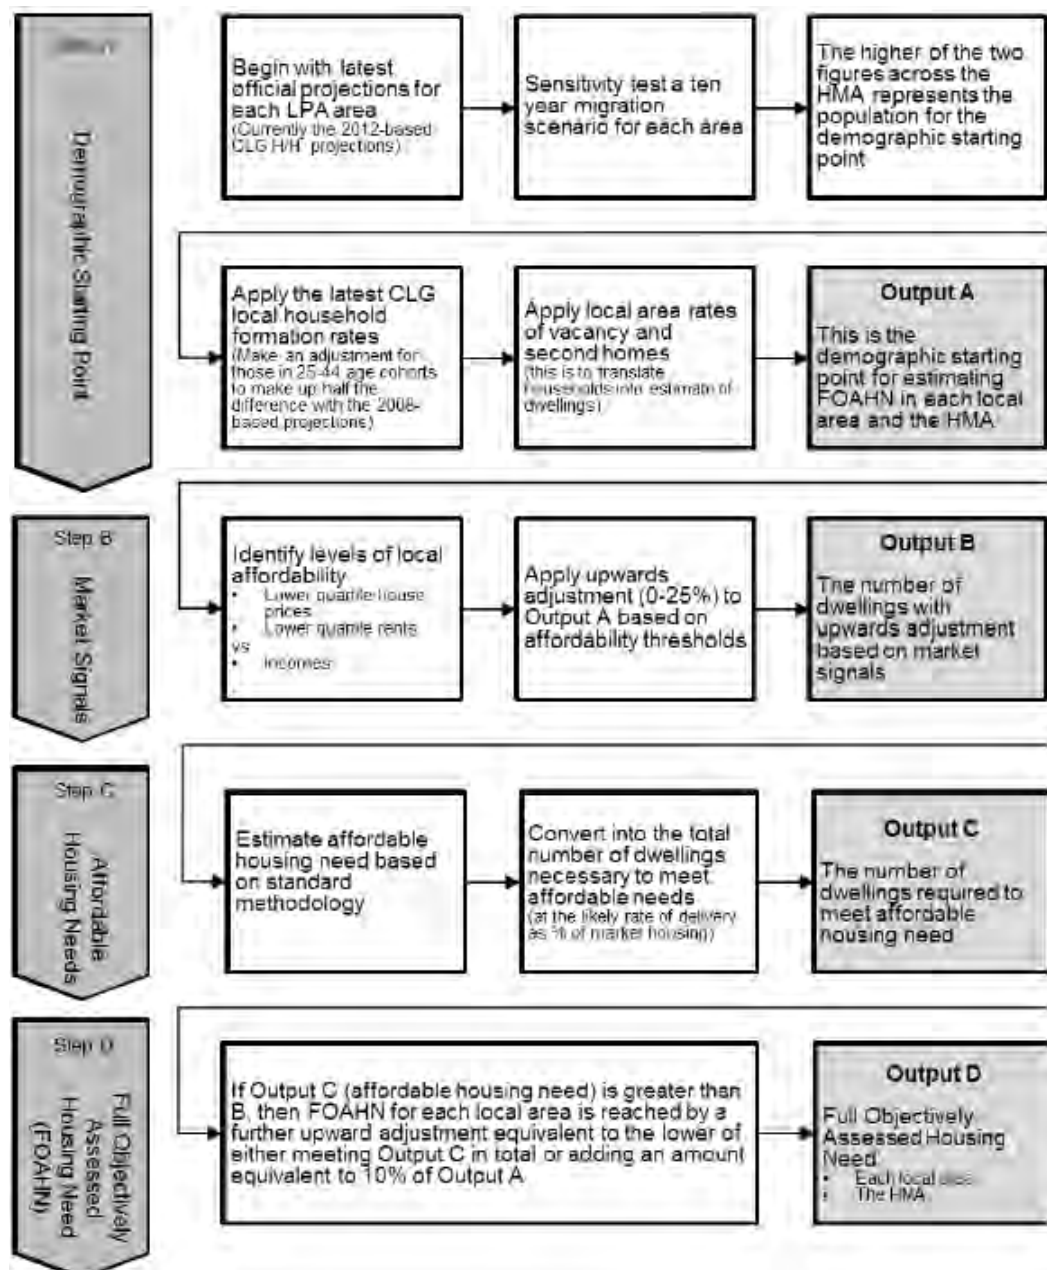 Begin with latest
official projections for
each LPA area
(Currently the 2012-based
CLG H/H projections)
Sensitivity test a ten
year migration
scenario for each area
The higher of the two
figures across the
HMA represents the
population for the
demographic starting
point
Demographic Starting Point
Apply the latest CLG
local household
formation rates
(Make an adjustment for
those in 25-44 age cohorts
to make up half the
difference with the 2008-
based projections)
Apply local area rates
of vacancy and
second homes
(this is to translate
households into estimate of
dwellings)
Output A
This is the
demographic starting
point for estimating
FOAHN in each local
area and the HMA
Step B
Market Signals
Identify levels of local
affordability
• Lower quartile house
prices
• Lower quartile rents
vs
• Incomes
Apply upwards
adjustment (0-25%) to
Output A based on
affordability thresholds
Output B
The number of
dwellings with
upwards adjustment
based on market
signals
Step C
Affordable
Housing Needs
Estimate affordable
housing need based
on standard
methodology
Convert into the total
number of dwellings
necessary to meet
affordable needs
(at the likely rate of delivery
as % of market housing)
Output C
The number of
dwellings required to
meet affordable
housing need
Step D
Full Objectively
Assessed
Housing Need
(FOAHN)
If Output C (affordable housing need) is greater than
B, then FOAHN for each local area is reached by a
further upward adjustment equivalent to the lower of
either meeting Output C in total or adding an amount
equivalent to 10% of Output A
Output D
Full Objectively
Assessed Housing
Need
• Each local area
• The HMA